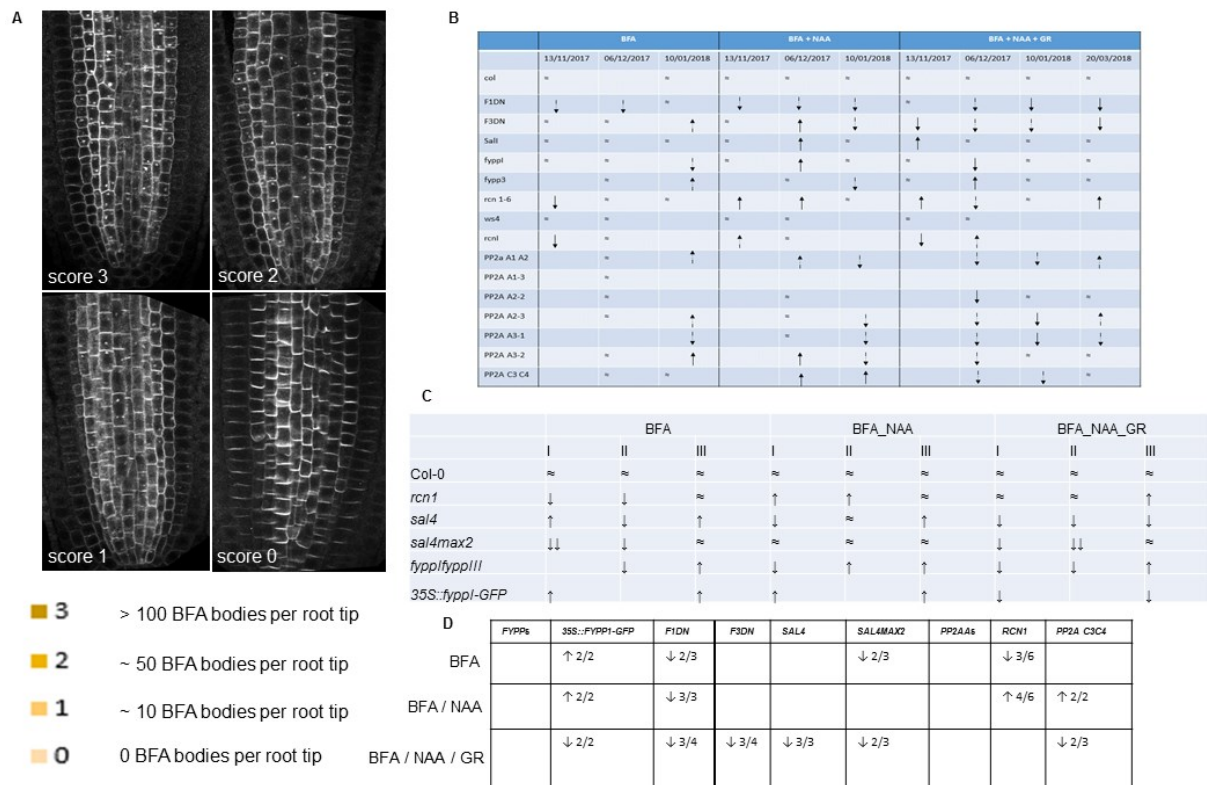 A
score 3
score 2
score 1
score 0
3 > 100 BFA bodies per root tip
2 ~ 50 BFA bodies per root tip
1 ~ 10 BFA bodies per root tip
0 0 BFA bodies per root tip
B
BFA BFA + NAA BFA + NAA + GR
13/11/2017 06/12/2017 10/01/2018 13/11/2017 06/12/2017 10/01/2018 13/11/2017 06/12/2017 10/01/2018 20/03/2018
col ≈ ≈ ≈ ≈ ≈ ≈ ≈ ≈ ≈ ≈
F1DN ⇣ ⇣ ≈ ⇣ ⇣ ⇣ ≈ ⇣ ↓ ↓
F3DN ≈ ≈ ⇡ ≈ ⇡ ⇣ ↓ ⇣ ⇣ ↓
Sall ≈ ≈ ≈ ≈ ↑ ≈ ↑ ≈ ≈ ≈
fyppI ≈ ≈ ⇣ ≈ ↑ ≈ ≈ ↓ ≈
fypp3 ≈ ⇡ ≈ ⇣ ↑ ≈
rcn 1-6 ↓ ≈ ≈ ↑ ↑ ≈ ↑ ⇣ ≈ ↑
ws4 ≈ ≈ ≈ ≈ ≈ ≈
rcnI ↓ ≈ ⇡ ≈ ↓ ⇡
PP2a A1 A2 ≈ ⇡ ⇡ ⇣ ⇣ ⇣ ⇡
PP2A A1-3 ≈
PP2A A2-2 ≈ ≈ ↓ ≈ ≈
PP2A A2-3 ≈ ⇡ ≈ ⇣ ⇣ ↓ ⇡
PP2A A3-1 ⇣ ≈ ⇣ ⇣ ↓ ⇣
PP2A A3-2 ≈ ↑ ↑ ⇣ ⇣ ≈ ≈
PP2A C3 C4 ≈ ≈ ↑ ↑ ⇣ ⇣ ≈
C
BFA BFA_NAA BFA_NAA_GR
I II III I II III I II III
Col-0 ≈ ≈ ≈ ≈ ≈ ≈ ≈ ≈ ≈
rcn1 ↓ ↓ ≈ ↑ ↑ ≈ ≈ ≈ ↑
sal4 ↑ ↓ ↑ ↓ ≈ ↑ ↓ ↓ ↓
sal4max2 ↓↓ ↓ ≈ ≈ ≈ ≈ ↓ ↓↓ ≈
fyppIfyppIII ↓ ↑ ↓ ↑ ↑ ↓ ↓ ↑
35S::fyppI-GFP ↑ ↑ ↑ ↑ ↓ ↓
D
FYPPs 35S::FYPP1-GFP F1DN F3DN SAL4 SAL4MAX2 PP2AAs RCN1 PP2A C3C4
BFA ↑ 2/2 ↓ 2/3 ↓ 2/3 ↓ 3/6
BFA / NAA ↑ 2/2 ↓ 3/3 ↑ 4/6 ↑ 2/2
BFA / NAA / GR ↓ 2/2 ↓ 3/4 ↓ 3/4 ↓ 3/3 ↓ 2/3 ↓ 2/3